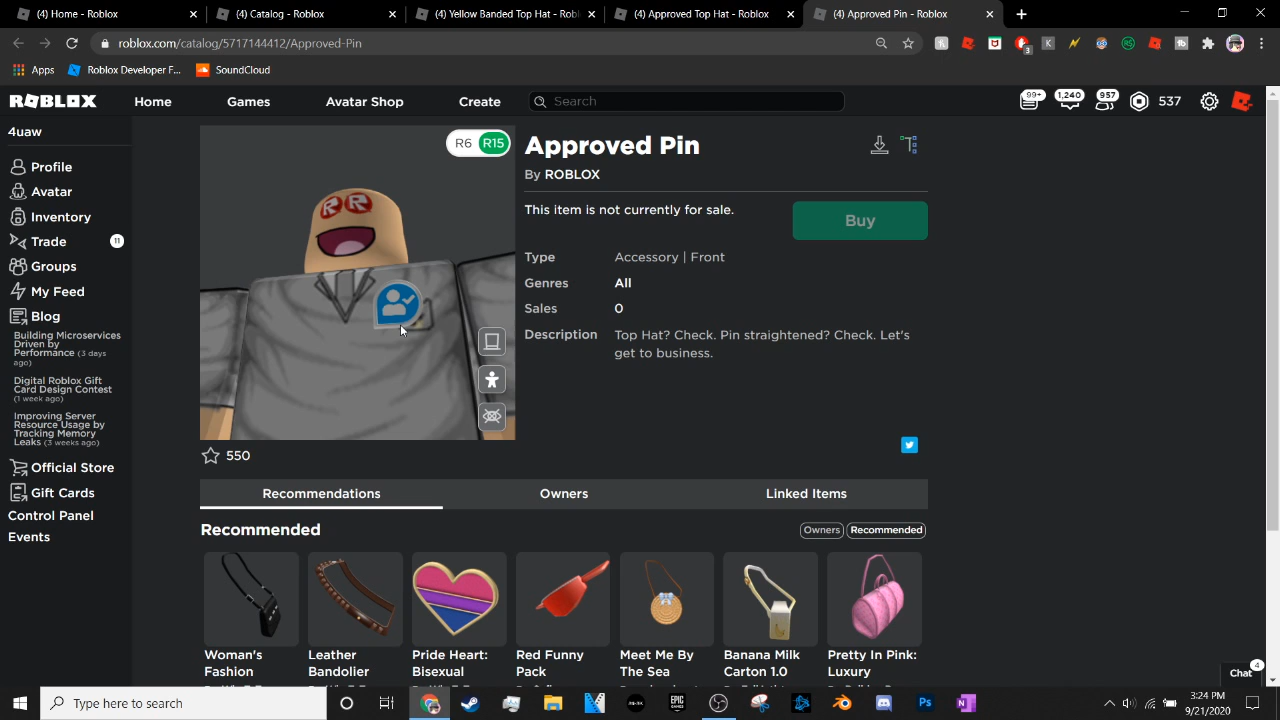 (4) Home - Roblox
(4) Catalog - Roblox
(4) Yellow Banded Top Hat - Rob
(4) Approved Top Hat - Roblox
(4) Approved Pin - Roblox
roblox.com/catalog/5717144412/Approved-Pin
3
Apps
Roblox Developer F...
SoundCloud
ROBLOX
Home
Games
Avatar Shop
Create
Search
99+
1,240
957
537
4uaw
Profile
Avatar
Inventory
Trade
11
Groups
My Feed
Blog
Building Microservices
Driven by
Performance (3 days
ago)
Digital Roblox Gift
Card Design Contest
(1 week ago)
Improving Server
Resource Usage by
Tracking Memory
Leaks (3 weeks ago)
Official Store
Gift Cards
Control Panel
Events
R6 R15
R R
Approved Pin
By ROBLOX
This item is not currently for sale.
Buy
Type
Accessory | Front
Genres
All
Sales
0
Description
Top Hat? Check. Pin straightened? Check. Let's
get to business.
550
Recommendations
Owners
Linked Items
Recommended
Owners
Recommended
Woman's
Fashion
Leather
Bandolier
Pride Heart:
Bisexual
Red Funny
Pack
Meet Me By
The Sea
Banana Milk
Carton 1.0
Pretty In Pink:
Luxury
Chat
4
Type here to search
EPIC
GAMES
Ps
N
3:24 PM
9/21/2020